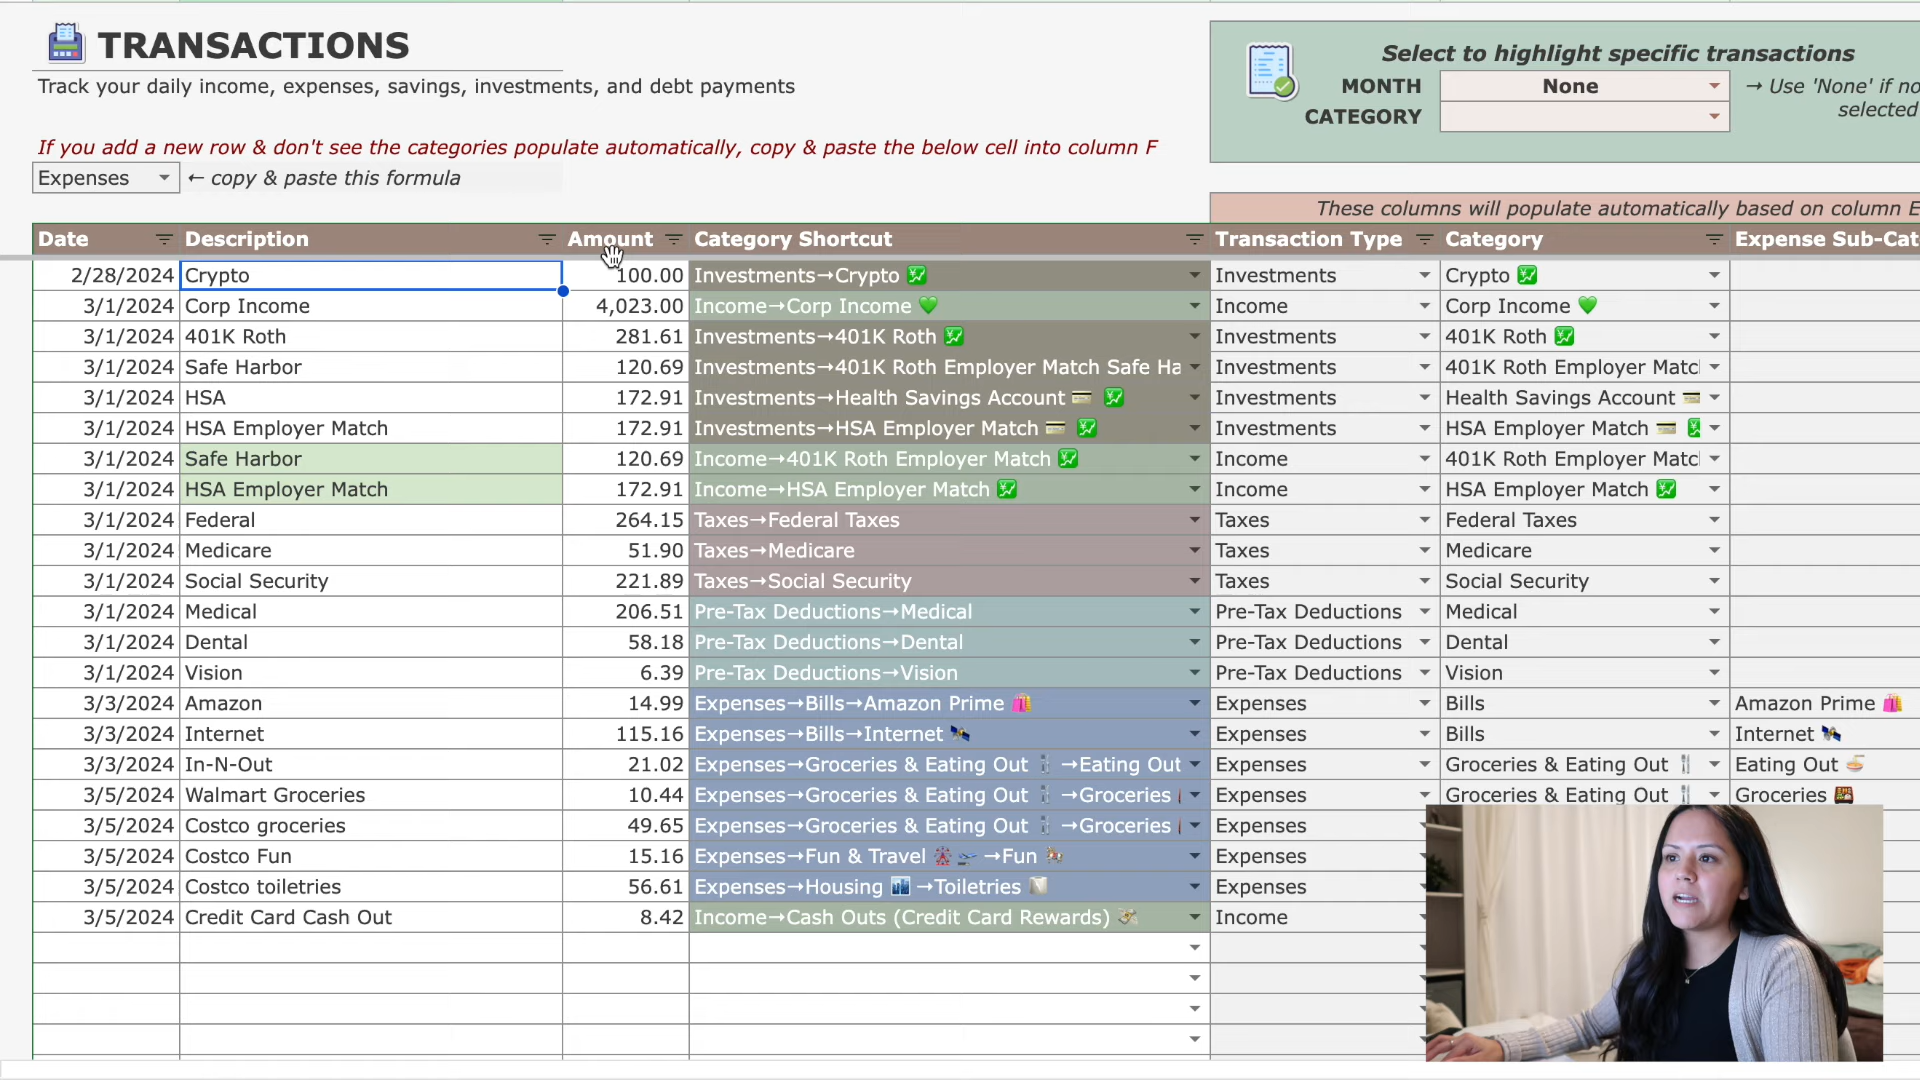 TRANSACTIONS
Track your daily income, expenses, savings, investments, and debt payments
Select to highlight specific transactions
MONTH None → Use 'None' if no
CATEGORY selected
If you add a new row & don't see the categories populate automatically, copy & paste the below cell into column F
Expenses ← copy & paste this formula
These columns will populate automatically based on column E
Date Description Amount Category Shortcut Transaction Type Category Expense Sub-Cat
2/28/2024 Crypto 100.00 Investments→Crypto 💹 Investments Crypto 💹
3/1/2024 Corp Income 4,023.00 Income→Corp Income 💚 Income Corp Income 💚
3/1/2024 401K Roth 281.61 Investments→401K Roth 💹 Investments 401K Roth 💹
3/1/2024 Safe Harbor 120.69 Investments→401K Roth Employer Match Safe Ha Investments 401K Roth Employer Matc
3/1/2024 HSA 172.91 Investments→Health Savings Account 💳 💹 Investments Health Savings Account 💳
3/1/2024 HSA Employer Match 172.91 Investments→HSA Employer Match 💳 💹 Investments HSA Employer Match 💳 💹
3/1/2024 Safe Harbor 120.69 Income→401K Roth Employer Match 💹 Income 401K Roth Employer Matc
3/1/2024 HSA Employer Match 172.91 Income→HSA Employer Match 💹 Income HSA Employer Match 💹
3/1/2024 Federal 264.15 Taxes→Federal Taxes Taxes Federal Taxes
3/1/2024 Medicare 51.90 Taxes→Medicare Taxes Medicare
3/1/2024 Social Security 221.89 Taxes→Social Security Taxes Social Security
3/1/2024 Medical 206.51 Pre-Tax Deductions→Medical Pre-Tax Deductions Medical
3/1/2024 Dental 58.18 Pre-Tax Deductions→Dental Pre-Tax Deductions Dental
3/1/2024 Vision 6.39 Pre-Tax Deductions→Vision Pre-Tax Deductions Vision
3/3/2024 Amazon 14.99 Expenses→Bills→Amazon Prime 🛍️ Expenses Bills Amazon Prime 🛍️
3/3/2024 Internet 115.16 Expenses→Bills→Internet 🛰️ Expenses Bills Internet 🛰️
3/3/2024 In-N-Out 21.02 Expenses→Groceries & Eating Out 🍴 →Eating Out Expenses Groceries & Eating Out 🍴 Eating Out 🍜
3/5/2024 Walmart Groceries 10.44 Expenses→Groceries & Eating Out 🍴 →Groceries Expenses Groceries & Eating Out 🍴 Groceries 🍱
3/5/2024 Costco groceries 49.65 Expenses→Groceries & Eating Out 🍴 →Groceries Expenses
3/5/2024 Costco Fun 15.16 Expenses→Fun & Travel 🎡🛫 →Fun 🎠 Expenses
3/5/2024 Costco toiletries 56.61 Expenses→Housing 🏙️ →Toiletries 🧻 Expenses
3/5/2024 Credit Card Cash Out 8.42 Income→Cash Outs (Credit Card Rewards) 💸 Income